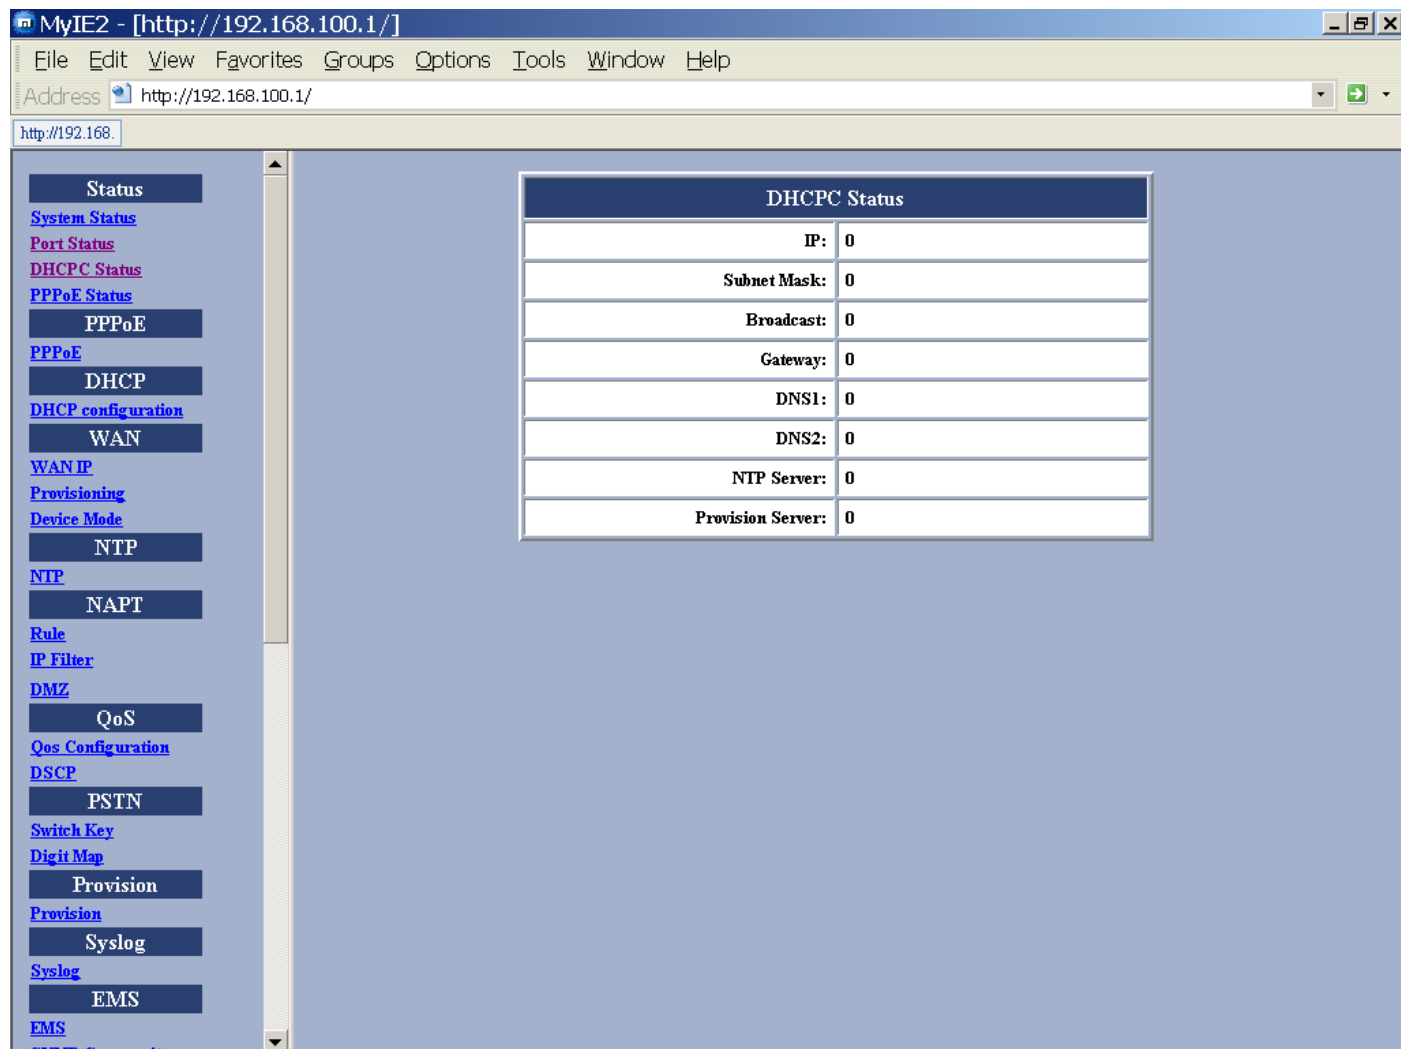 MyIE2 - [http://192.168.100.1/]
File Edit View Favorites Groups Options Tools Window Help
Address http://192.168.100.1/
http://192.168.
Status
System Status
Port Status
DHCPC Status
PPPoE Status
PPPoE
PPPoE
DHCP
DHCP configuration
WAN
WAN IP
Provisioning
Device Mode
NTP
NTP
NAPT
Rule
IP Filter
DMZ
QoS
Qos Configuration
DSCP
PSTN
Switch Key
Digit Map
Provision
Provision
Syslog
Syslog
EMS
EMS
DHCPC Status
IP: 0
Subnet Mask: 0
Broadcast: 0
Gateway: 0
DNS1: 0
DNS2: 0
NTP Server: 0
Provision Server: 0